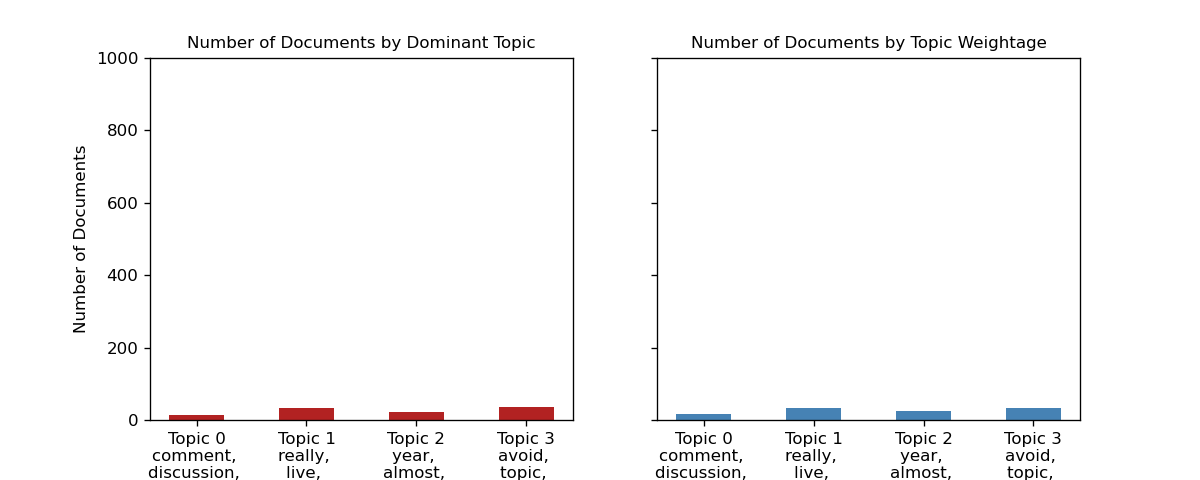 Number of Documents by Dominant Topic
Number of Documents
1000
800
600
400
200
0
Topic 0
comment,
discussion,
Topic 1
really,
live,
Topic 2
year,
almost,
Topic 3
avoid,
topic,
Number of Documents by Topic Weightage
Topic 0
comment,
discussion,
Topic 1
really,
live,
Topic 2
year,
almost,
Topic 3
avoid,
topic,